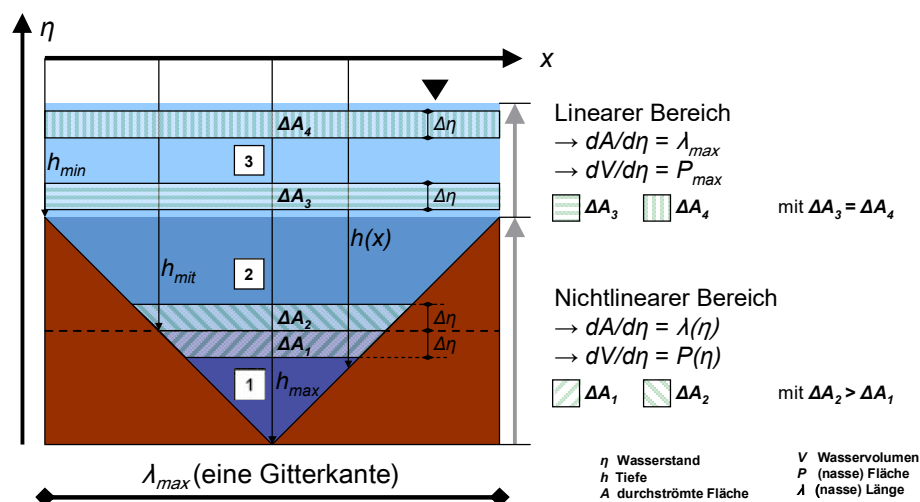 η
x
ΔA4
Δη
3
hmin
ΔA3
Δη
h(x)
hmit
2
ΔA2
Δη
ΔA1
Δη
1
hmax
λmax (eine Gitterkante)
Linearer Bereich
→ dA/dη = λmax
→ dV/dη = Pmax
ΔA3 ΔA4 mit ΔA3 = ΔA4
Nichtlinearer Bereich
→ dA/dη = λ(η)
→ dV/dη = P(η)
ΔA1 ΔA2 mit ΔA2 > ΔA1
η Wasserstand
h Tiefe
A durchströmte Fläche
V Wasservolumen
P (nasse) Fläche
λ (nasse) Länge